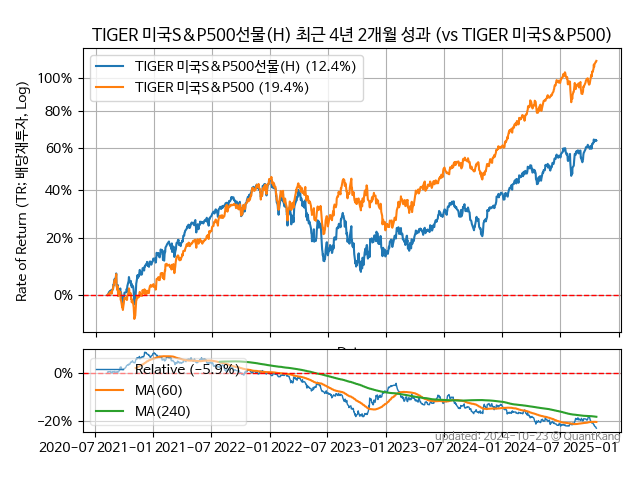 TIGER 미국S&P500선물(H) 최근 4년 2개월 성과 (vs TIGER 미국S&P500)
Rate of Return (TR: 배당재투자, Log)
TIGER 미국S&P500선물(H) (12.4%)
TIGER 미국S&P500 (19.4%)
100%
80%
60%
40%
20%
0%
Relative (−5.9%)
MA(60)
MA(240)
0%
−20%
updated: 2024-10-23 © QuantKang
2020-07 2021-01 2021-07 2022-01 2022-07 2023-01 2023-07 2024-01 2024-07 2025-01